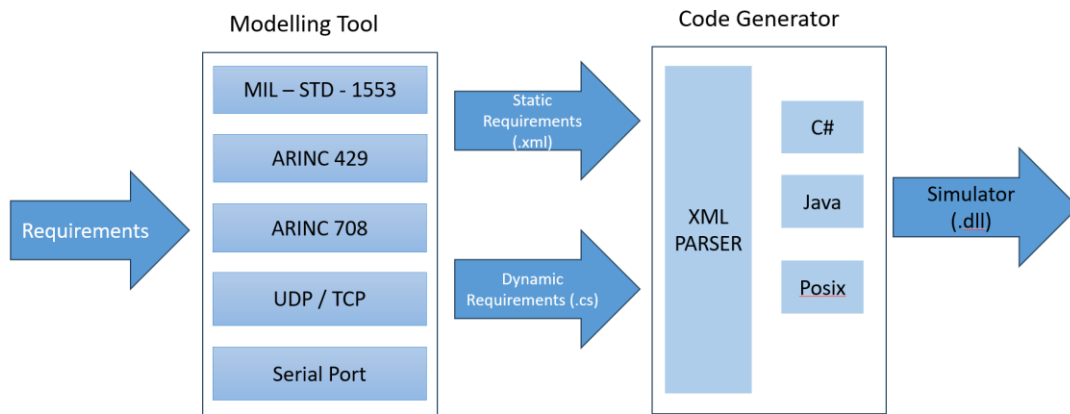 Modelling Tool
Code Generator
Requirements
MIL – STD - 1553
ARINC 429
ARINC 708
UDP / TCP
Serial Port
Static
Requirements
(.xml)
Dynamic
Requirements (.cs)
XML
PARSER
C#
Java
Posix
Simulator
(.dll)